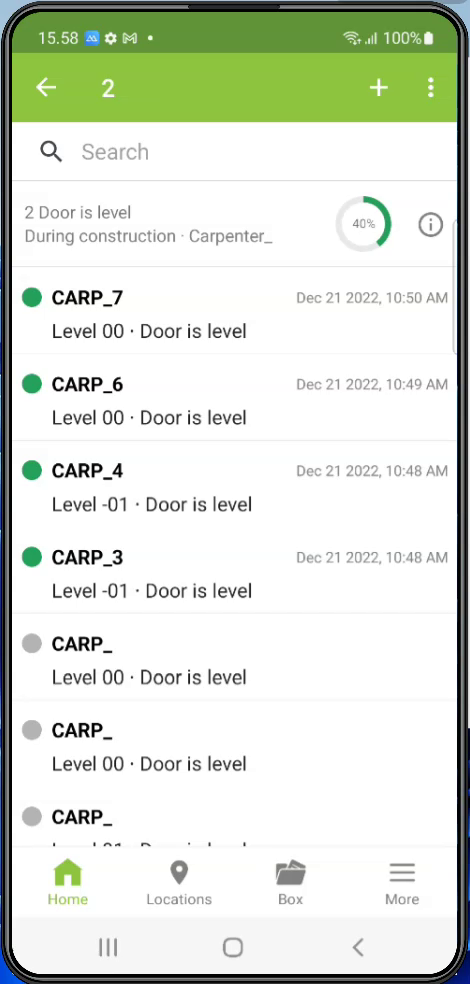 15.58
100%
2
Search
2 Door is level
During construction · Carpenter_
40%
CARP_7
Dec 21 2022, 10:50 AM
Level 00 · Door is level
CARP_6
Dec 21 2022, 10:49 AM
Level 00 · Door is level
CARP_4
Dec 21 2022, 10:48 AM
Level -01 · Door is level
CARP_3
Dec 21 2022, 10:48 AM
Level -01 · Door is level
CARP_
Level 00 · Door is level
CARP_
Level 00 · Door is level
CARP_
Home
Locations
Box
More